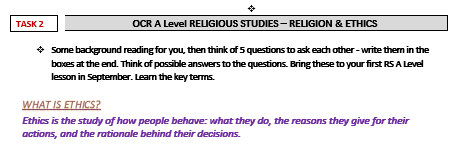 ❖
TASK 2
OCR A Level RELIGIOUS STUDIES – RELIGION & ETHICS
❖ Some background reading for you, then think of 5 questions to ask each other - write them in the
boxes at the end. Think of possible answers to the questions. Bring these to your first RS A Level
lesson in September. Learn the key terms.
WHAT IS ETHICS?
Ethics is the study of how people behave: what they do, the reasons they give for their
actions, and the rationale behind their decisions.